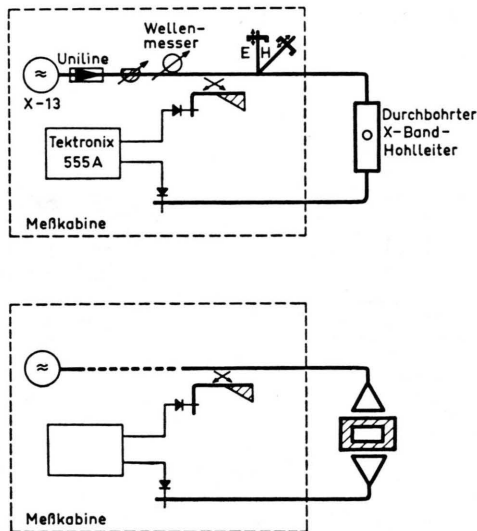 Wellen-
messer
Uniline
E H
X-13
Tektronix
555A
Durchbohrter
X-Band-
Hohlleiter
Meßkabine
Meßkabine